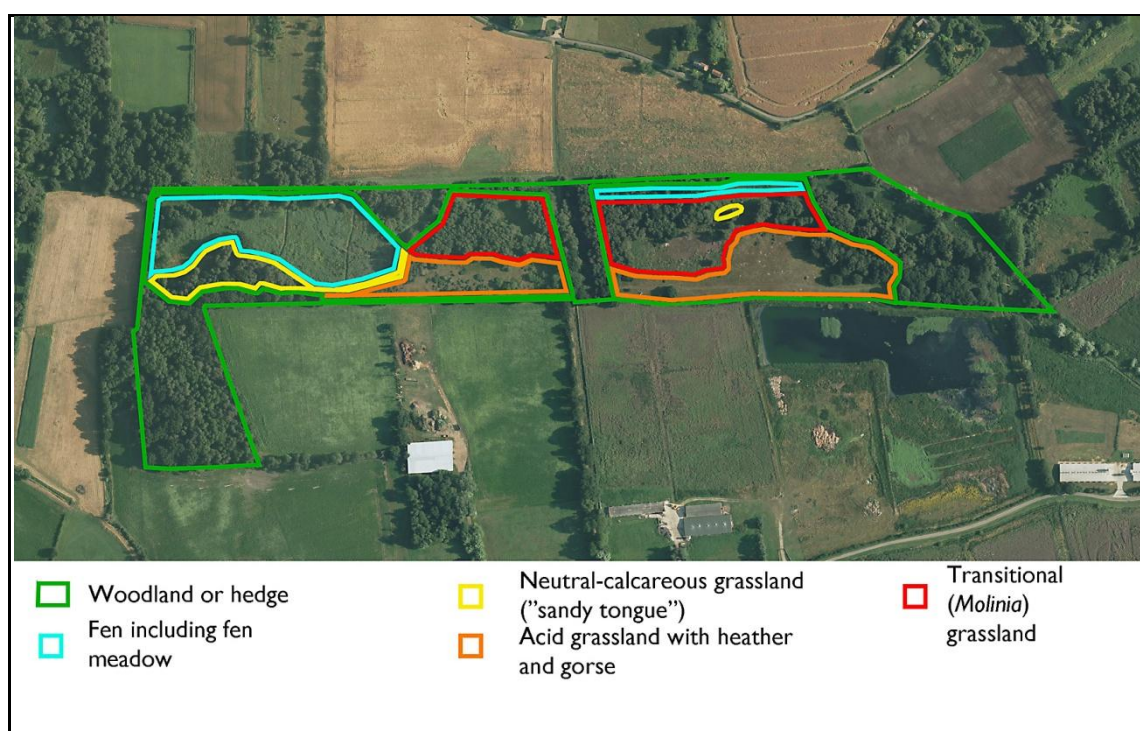 Woodland or hedge
Fen including fen
meadow
Neutral-calcareous grassland
("sandy tongue")
Acid grassland with heather
and gorse
Transitional
(Molinia)
grassland